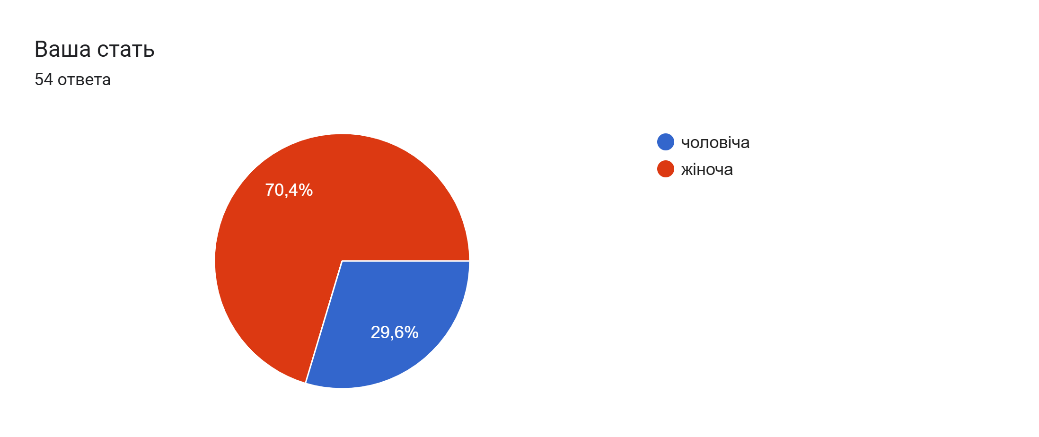 Ваша стать
54 ответа
чоловіча
жіноча
70,4%
29,6%